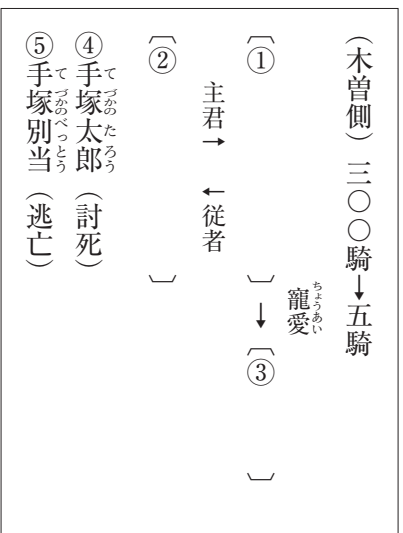 (木曽側) 三〇〇騎→五騎
寵愛
ちょうあい
〔① 〕→〔③ 〕
主君→ ←従者
〔② 〕
④手塚太郎(討死)
てづかのたろう
⑤手塚別当(逃亡)
てづかのべっとう